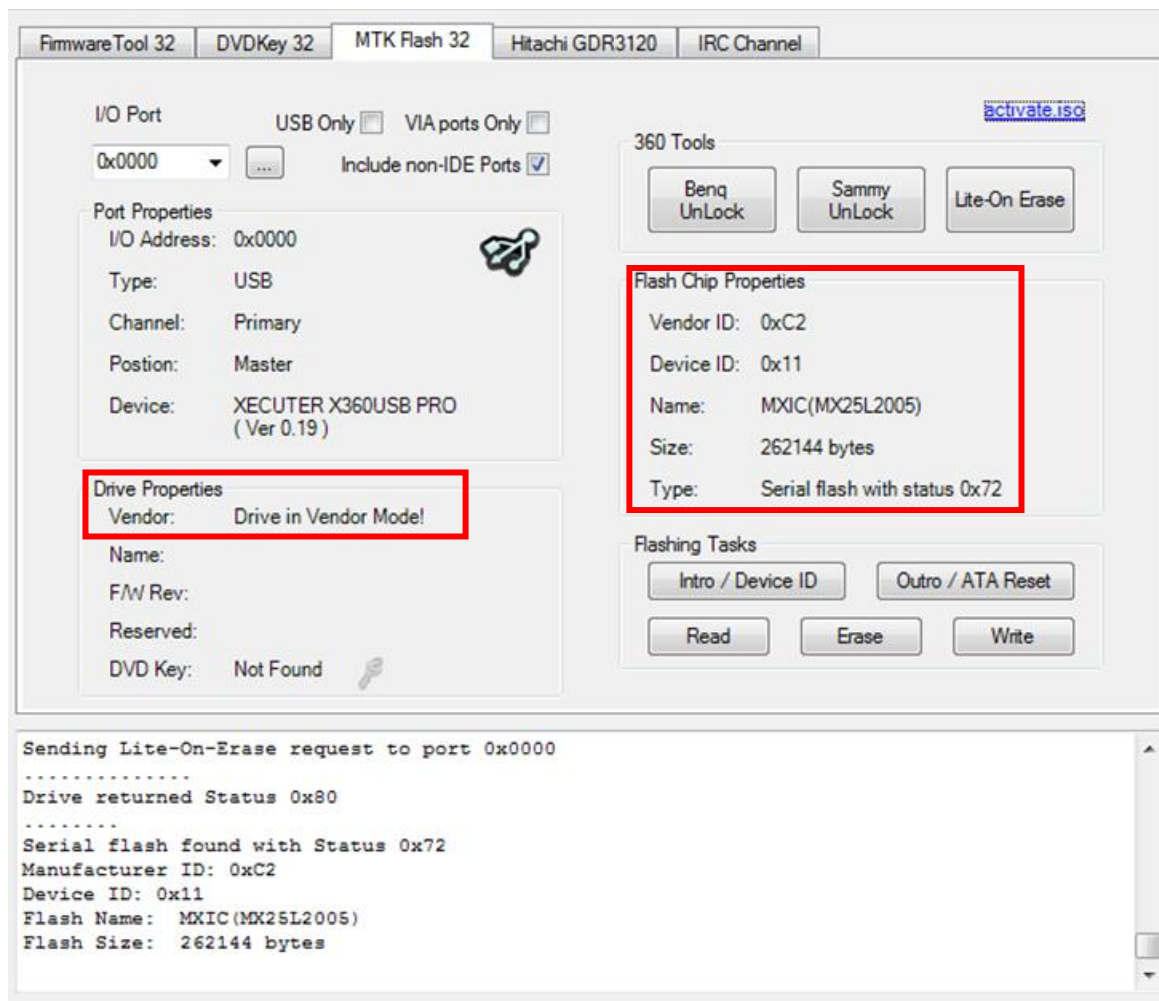 FirmwareTool 32 DVDKey 32 MTK Flash 32 Hitachi GDR3120 IRC Channel
I/O Port
USB Only VIA ports Only
0x0000 ... Include non-IDE Ports
Port Properties
I/O Address: 0x0000
Type: USB
Channel: Primary
Postion: Master
Device: XECUTER X360USB PRO
( Ver 0.19 )
Drive Properties
Vendor: Drive in Vendor Mode!
Name:
F/W Rev:
Reserved:
DVD Key: Not Found
activate.iso
360 Tools
Benq UnLock
Sammy UnLock
Lite-On Erase
Flash Chip Properties
Vendor ID: 0xC2
Device ID: 0x11
Name: MXIC(MX25L2005)
Size: 262144 bytes
Type: Serial flash with status 0x72
Flashing Tasks
Intro / Device ID Outro / ATA Reset
Read Erase Write
Sending Lite-On-Erase request to port 0x0000
..............
Drive returned Status 0x80
........
Serial flash found with Status 0x72
Manufacturer ID: 0xC2
Device ID: 0x11
Flash Name: MXIC(MX25L2005)
Flash Size: 262144 bytes